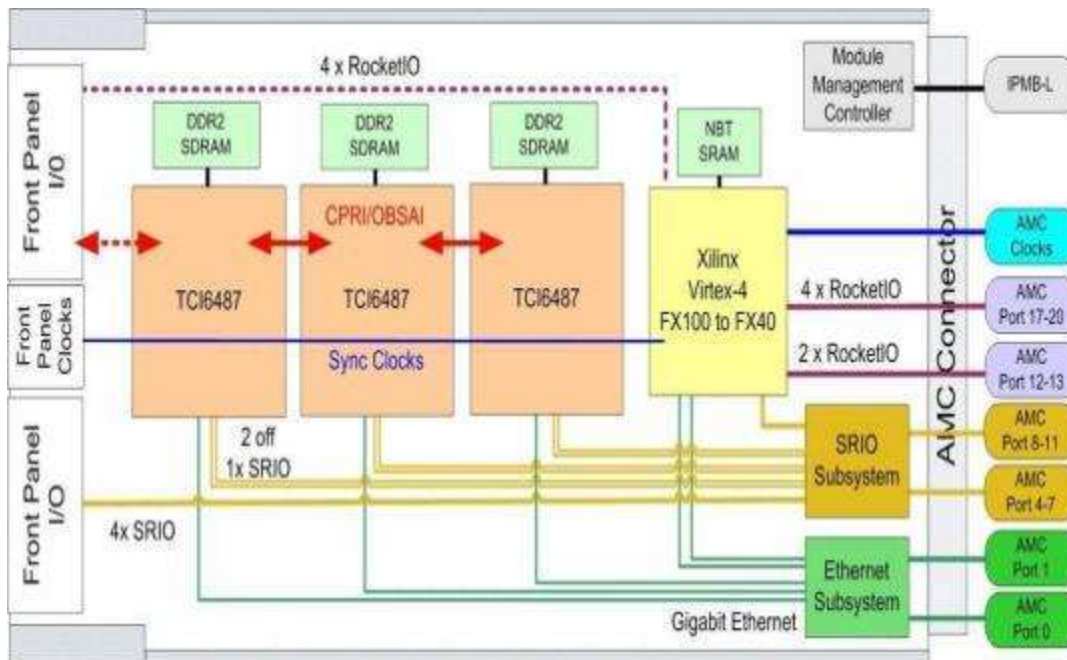 4 x RocketIO
Module
Management
Controller
IPMB-L
Front Panel
I/O
DDR2
SDRAM
DDR2
SDRAM
DDR2
SDRAM
NBT
SRAM
CPRI/OBSAI
TCI6487
TCI6487
TCI6487
Xilinx
Virtex-4
FX100 to FX40
AMC Connector
AMC
Clocks
4 x RocketIO
AMC
Port 17-20
Front
Panel
Clocks
Sync Clocks
2 x RocketIO
AMC
Port 12-13
Front Panel
I/O
2 off
1x SRIO
4x SRIO
SRIO
Subsystem
AMC
Port 8-11
AMC
Port 4-7
Ethernet
Subsystem
Gigabit Ethernet
AMC
Port 1
AMC
Port 0